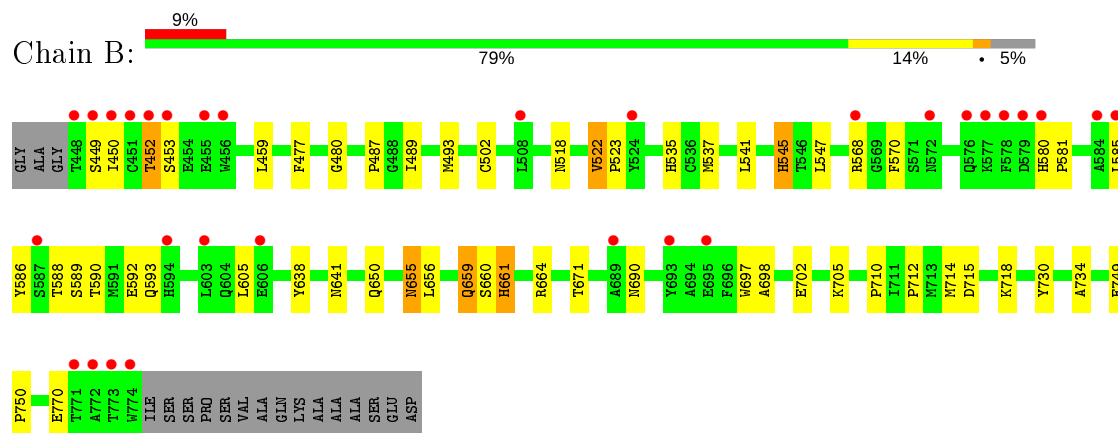 9%
Chain B:
79% 14% • 5%
GLY ALA GLY T448 S449 I450 C451 T452 S453 E454 E455 W456 L459 F477 G480 P487 G488 I489 M493 C502 L508 N518 V522 P523 Y524 H535 C536 M537 L541 H545 T546 L547 R568 G569 F570 S571 N572 Q576 K577 F578 D579 H580 P581 A584 L585
Y586 S587 T588 S589 T590 M591 E592 Q593 H594 L603 Q604 L605 E606 Y638 N641 Q650 N655 L656 Q659 S660 H661 R664 T671 A689 N690 Y693 A694 E695 F696 W697 A698 E702 K705 P710 I711 P712 M713 M714 D715 K718 Y730 A734
P750 E770 T771 A772 T773 W774 ILE SER SER PRO SER VAL ALA GLN LYS ALA ALA ALA SER GLU ASP